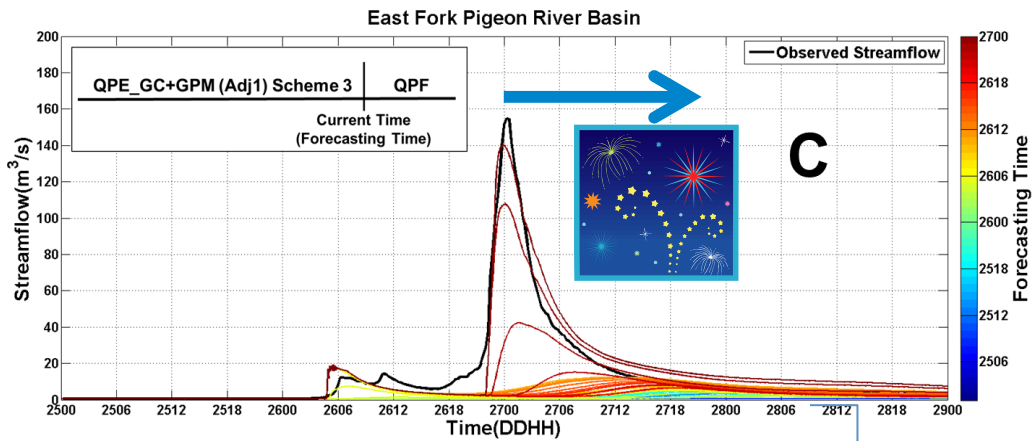 East Fork Pigeon River Basin
200
180
160
140
120
100
80
60
40
20
0
Streamflow(m³/s)
QPE_GC+GPM (Adj1) Scheme 3 QPF
Current Time
(Forecasting Time)
C
Observed Streamflow
2500 2506 2512 2518 2600 2606 2612 2618 2700 2706 2712 2718 2800 2806 2812 2818 2900
Time(DDHH)
2700
2618
2612
2606
2600
2518
2512
2506
Forecasting Time